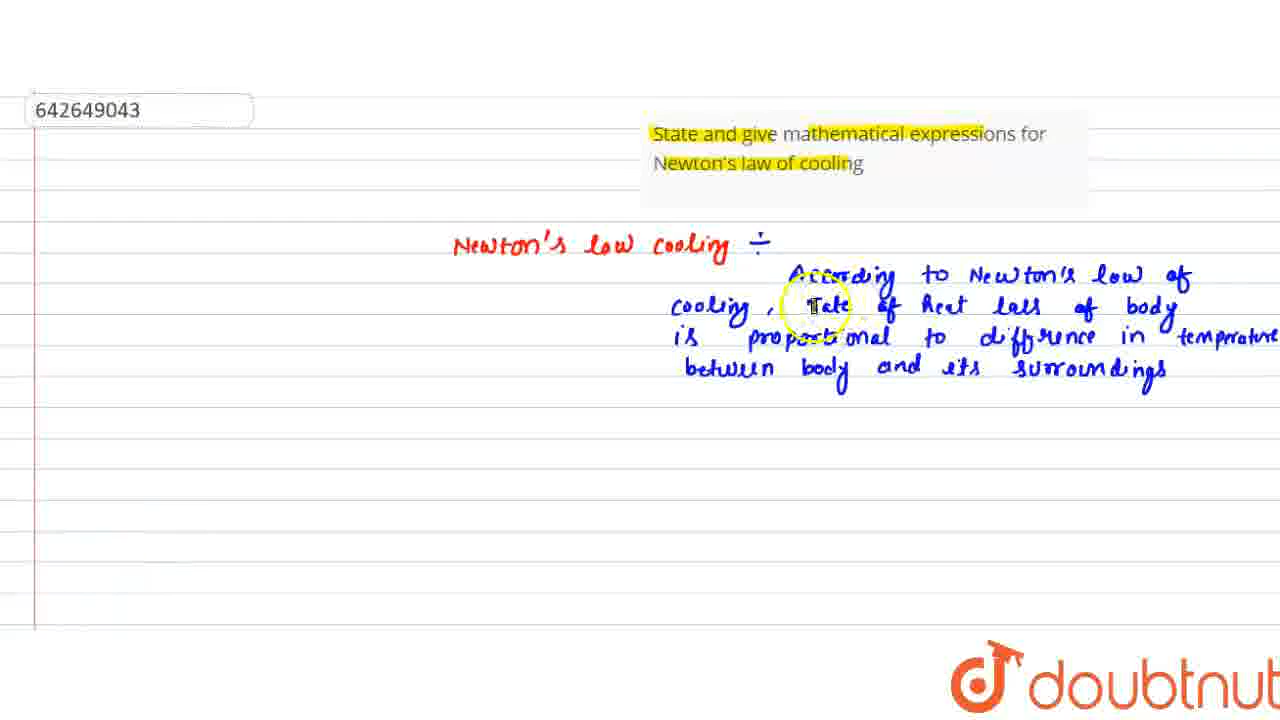 642649043
State and give mathematical expressions for
Newton's law of cooling
Newton's low cooling ÷
According to Newton's low of
cooling, rate of heat loss of body
is proportional to difference in temperature
between body and its surroundings
doubtnut